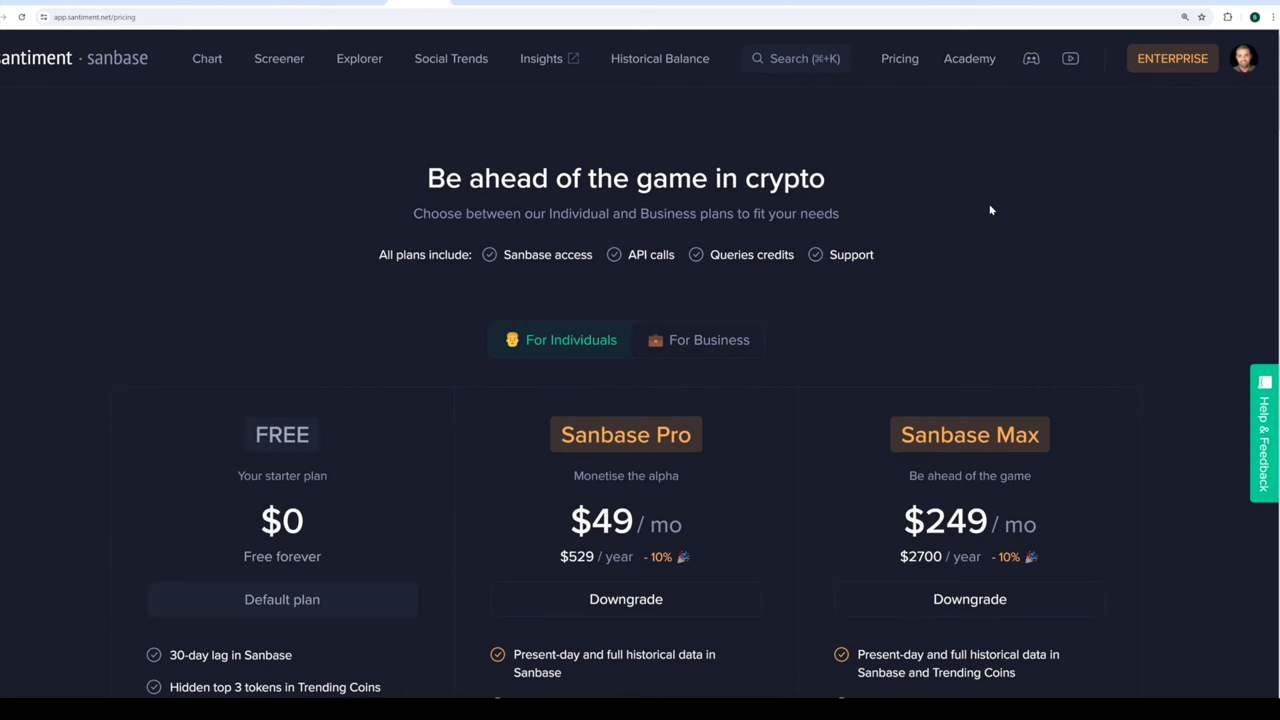 app.santiment.net/pricing
santiment · sanbase
Chart
Screener
Explorer
Social Trends
Insights
Historical Balance
Search (⌘+K)
Pricing
Academy
ENTERPRISE
Be ahead of the game in crypto
Choose between our Individual and Business plans to fit your needs
All plans include: Sanbase access API calls Queries credits Support
For Individuals
For Business
FREE
Your starter plan
$0
Free forever
Default plan
30-day lag in Sanbase
Hidden top 3 tokens in Trending Coins
Sanbase Pro
Monetise the alpha
$49 / mo
$529 / year - 10% 🎉
Downgrade
Present-day and full historical data in
Sanbase
Sanbase Max
Be ahead of the game
$249 / mo
$2700 / year - 10% 🎉
Downgrade
Present-day and full historical data in
Sanbase and Trending Coins
Help & Feedback